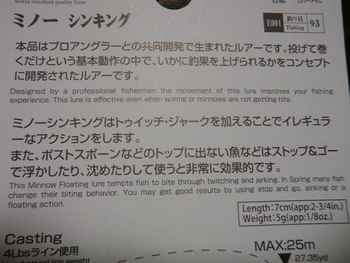 world standard quality lures
ミノー シンキング
E001
釣り具
Fishing
93
本品はプロアングラーとの共同開発で生まれたルアーです。投げて巻
くだけという基本動作の中で、いかに釣果を上げられるかをコンセプト
に開発されたルアーです。
Designed by a professional fisherman the movement of this lure improves your fishing
experience. This lure is effective even when worms or minnows are not getting hits.
ミノーシンキングはトゥイッチ・ジャークを加えることでイレギュラ
ーなアクションをします。
また、ポストスポーンなどのトップに出ない魚などはストップ&ゴー
で浮かしたり、沈めたりして使うと非常に効果的です。
This Minnow Floating lure tempts fish to bite through twitching and jerking. In Spring many fish
change their biting behavior. You may get good results by using stop and go, sinking or a
floating action.
Length:7cm(app:2-3/4in.)
Weight:5g(app:1/8oz.)
Casting
4Lbsライン使用
MAX:25m
27.35yd